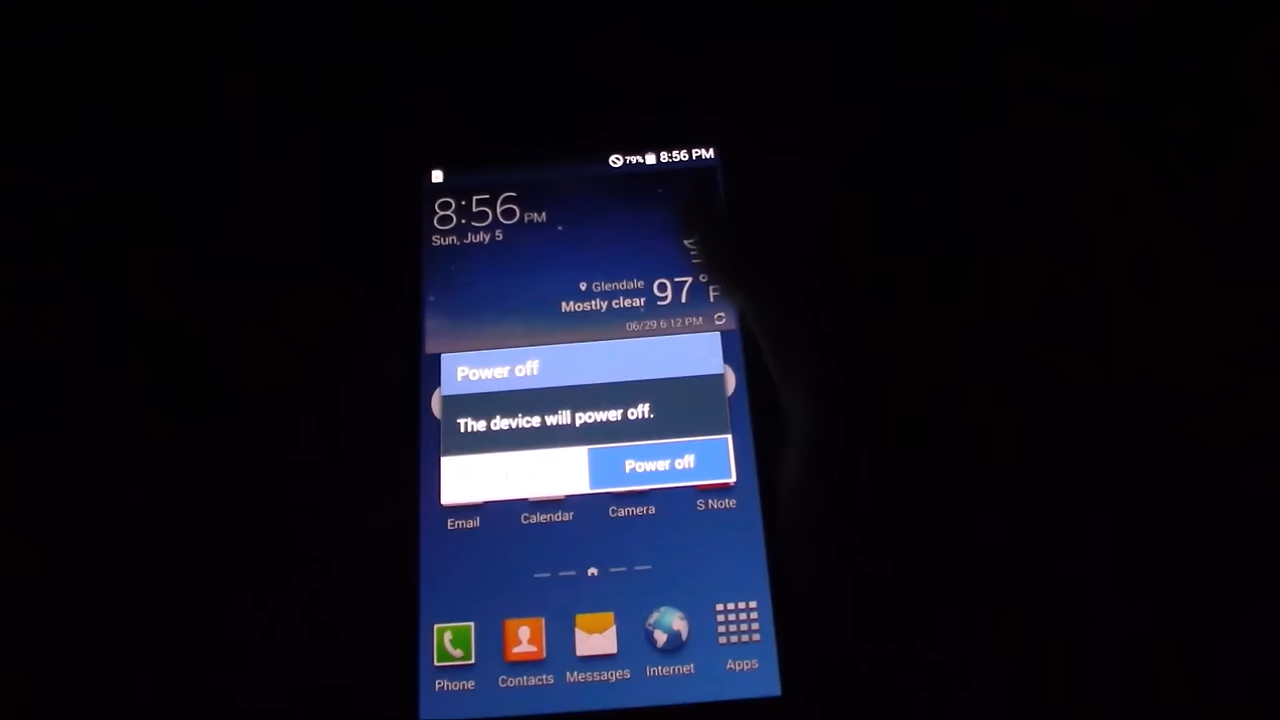 79% 8:56 PM
8:56 PM
Sun, July 5
Glendale
Mostly clear
97°F
06/29 6:12 PM
Power off
The device will power off.
Power off
Email Calendar Camera S Note
Phone Contacts Messages Internet Apps